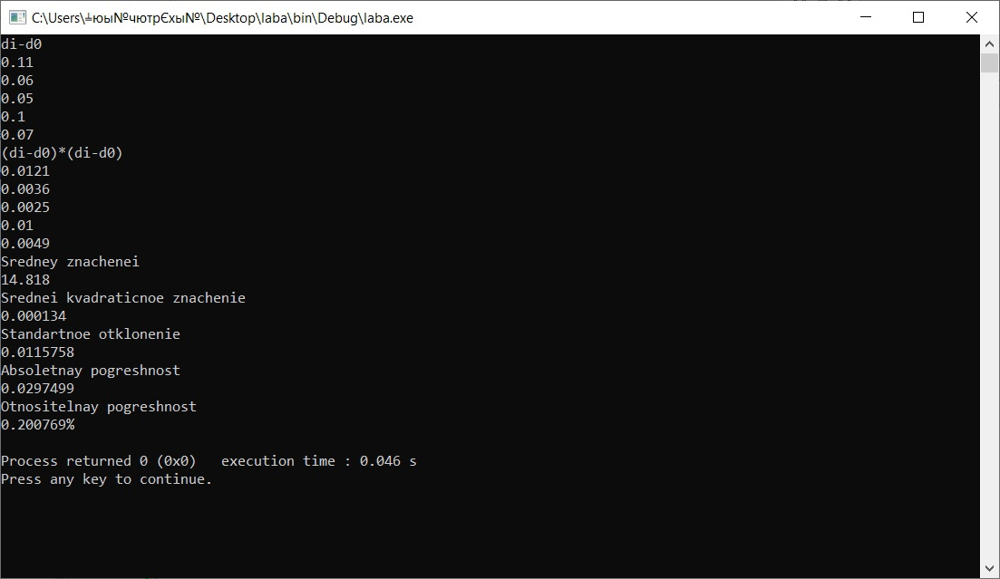 C:\Users\╧юы№чютрЄхы№\Desktop\laba\bin\Debug\laba.exe
di-d0
0.11
0.06
0.05
0.1
0.07
(di-d0)*(di-d0)
0.0121
0.0036
0.0025
0.01
0.0049
Sredney znachenei
14.818
Srednei kvadraticnoe znachenie
0.000134
Standartnoe otklonenie
0.0115758
Absoletnay pogreshnost
0.0297499
Otnositelnay pogreshnost
0.200769%
Process returned 0 (0x0)   execution time : 0.046 s
Press any key to continue.